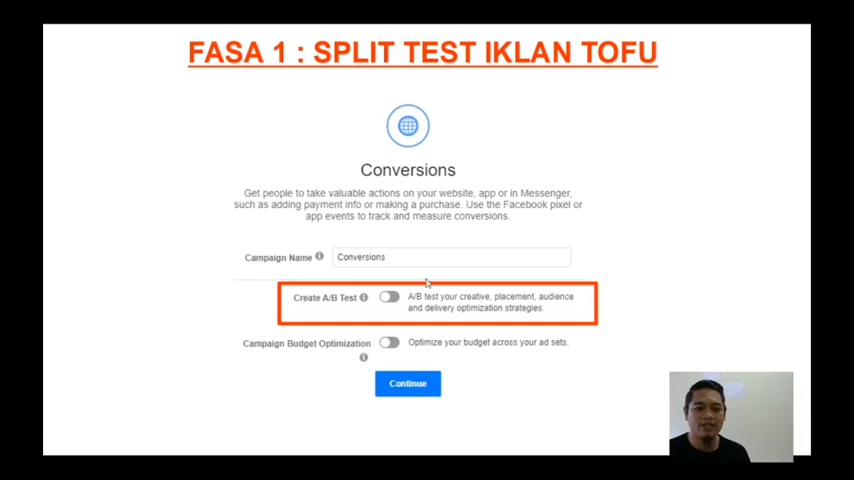 FASA 1 : SPLIT TEST IKLAN TOFU
Conversions
Get people to take valuable actions on your website, app or in Messenger,
such as adding payment info or making a purchase. Use the Facebook pixel or
app events to track and measure conversions.
Campaign Name Conversions
Create A/B Test A/B test your creative, placement, audience
and delivery optimization strategies.
Campaign Budget Optimization Optimize your budget across your ad sets.
Continue